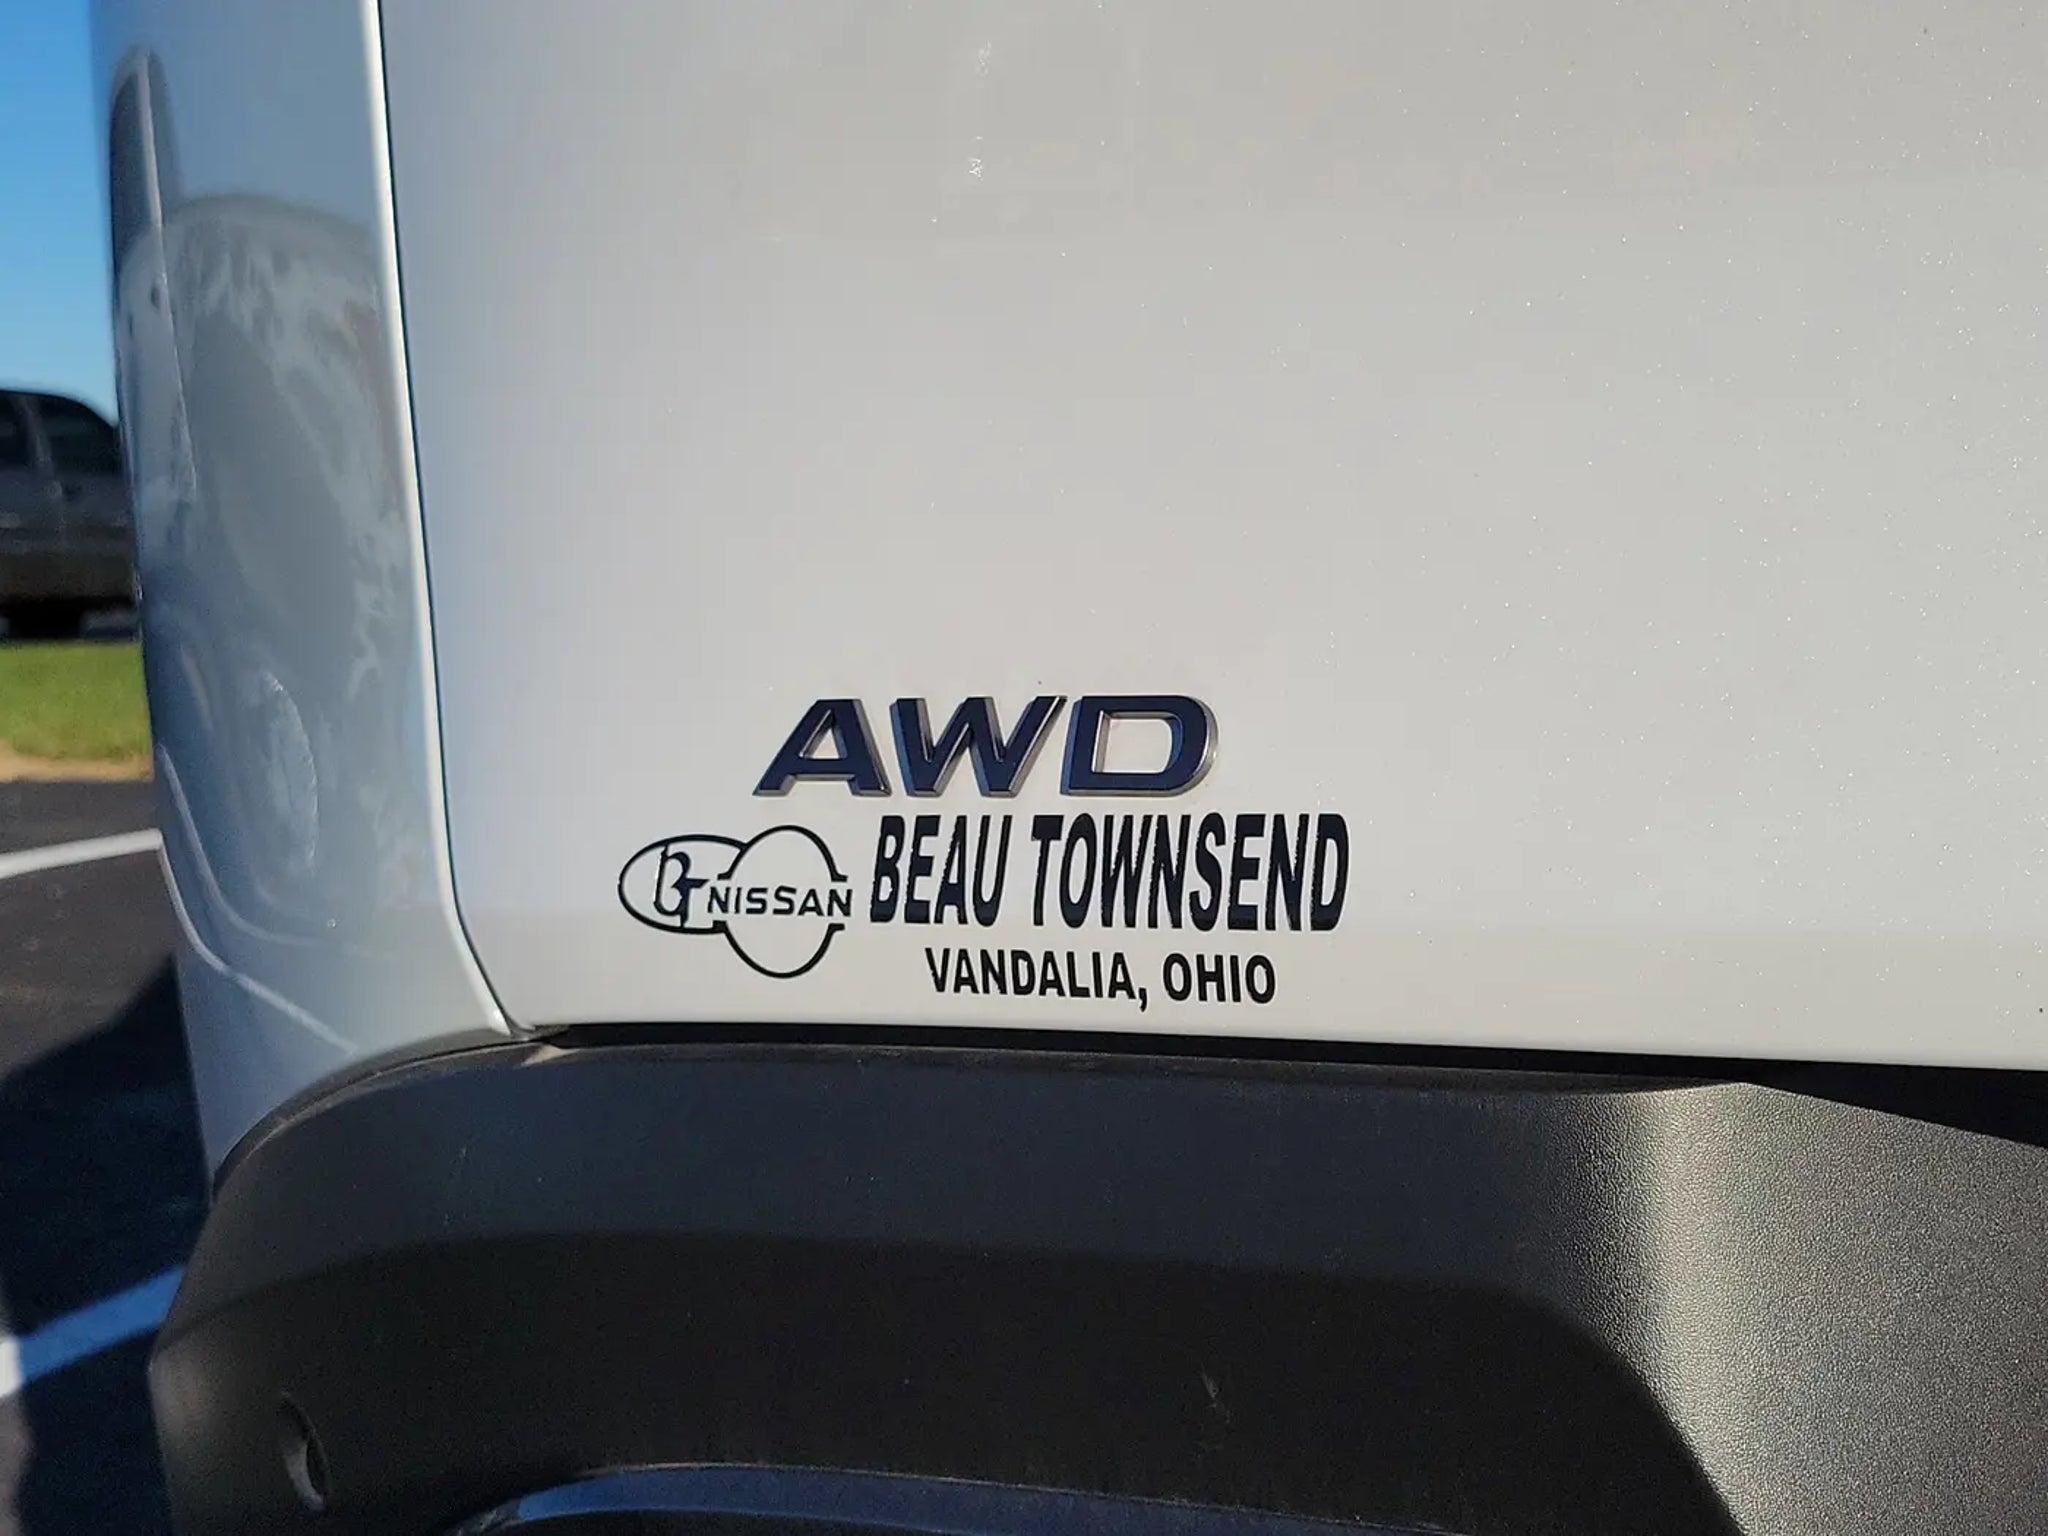 AWD
BT NISSAN BEAU TOWNSEND
VANDALIA, OHIO